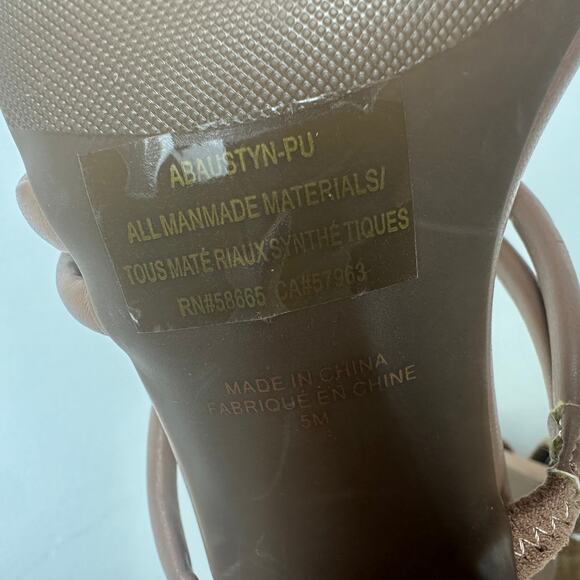 ABAUSTYN-PU
ALL MANMADE MATERIALS/
TOUS MATÉ RIAUX SYNTHÉ TIQUES
RN#58665 CA#57963
MADE IN CHINA
FABRIQUE EN CHINE
5M